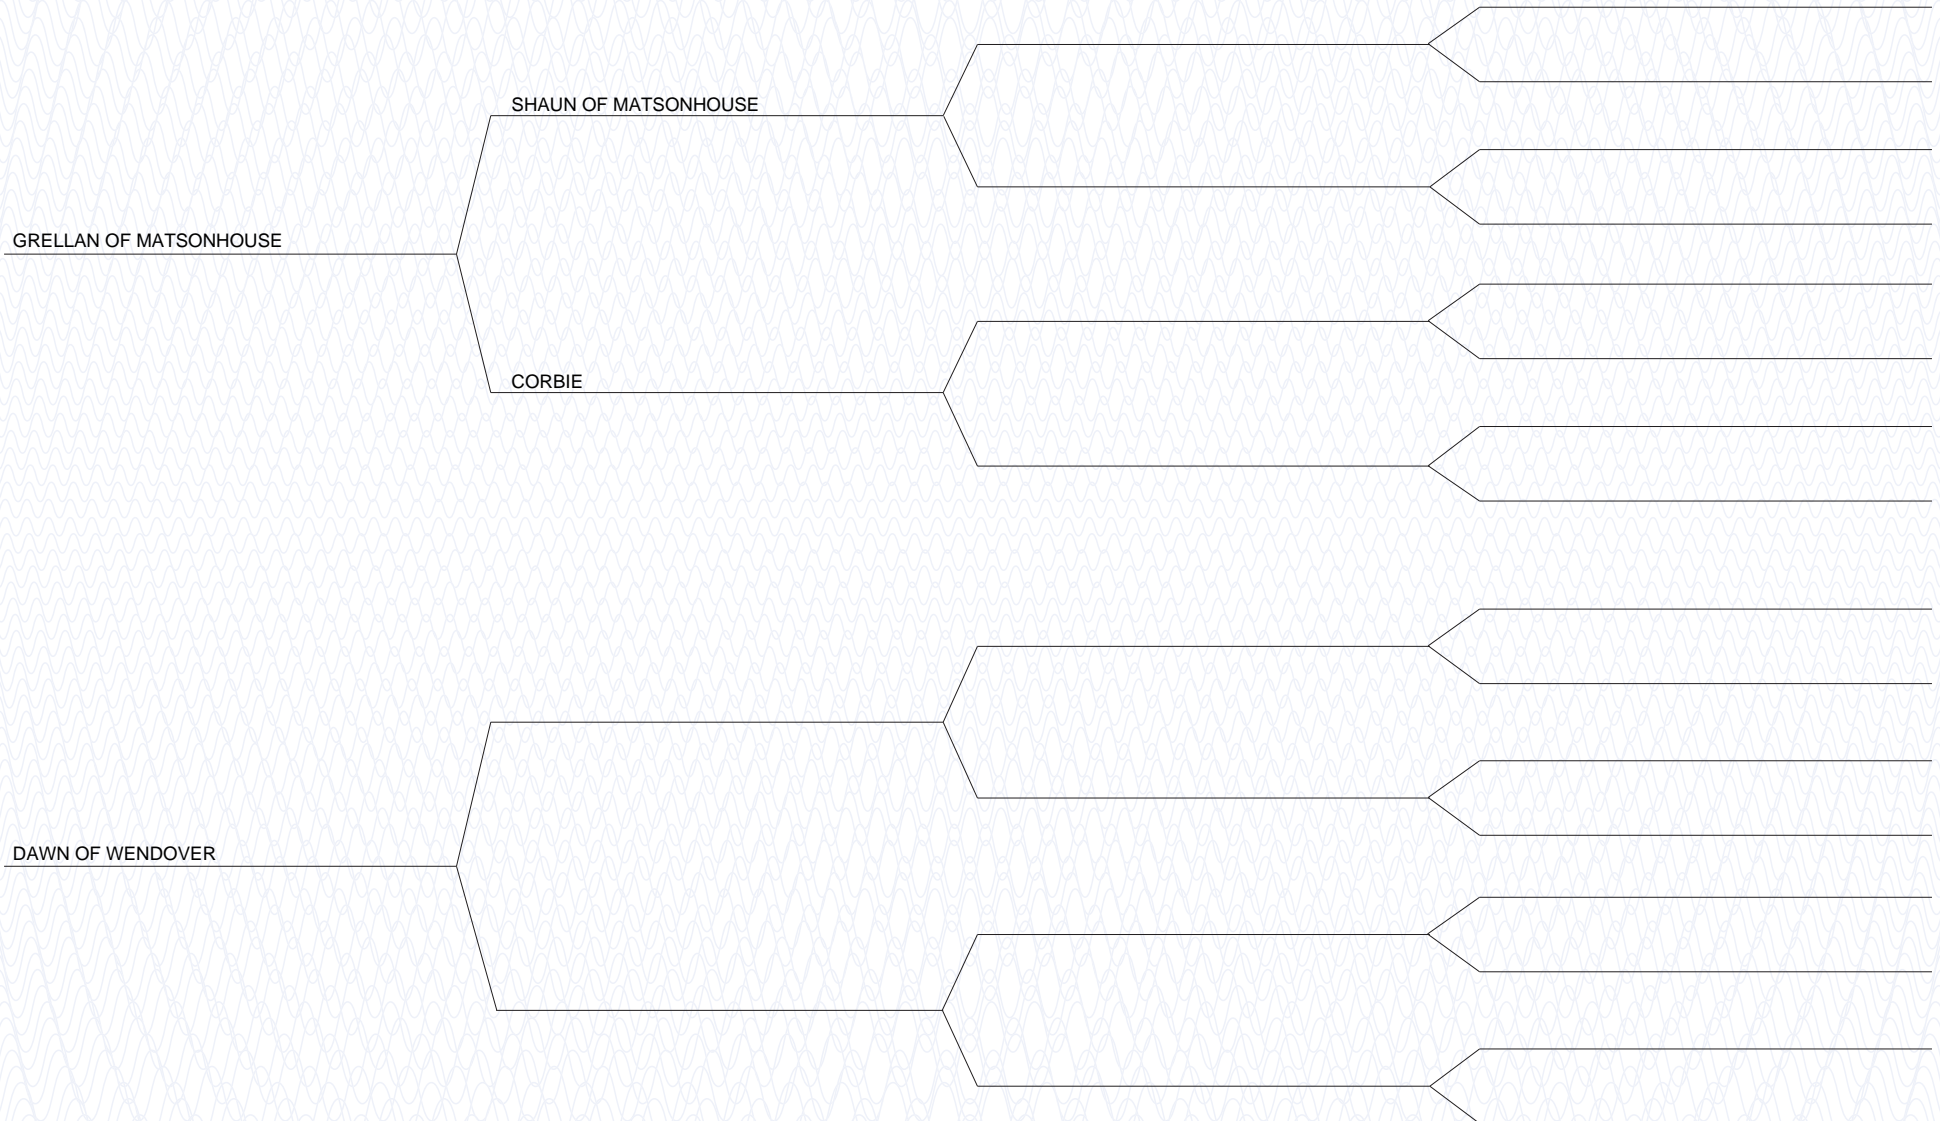 SHAUN OF MATSONHOUSE
GRELLAN OF MATSONHOUSE
CORBIE
DAWN OF WENDOVER